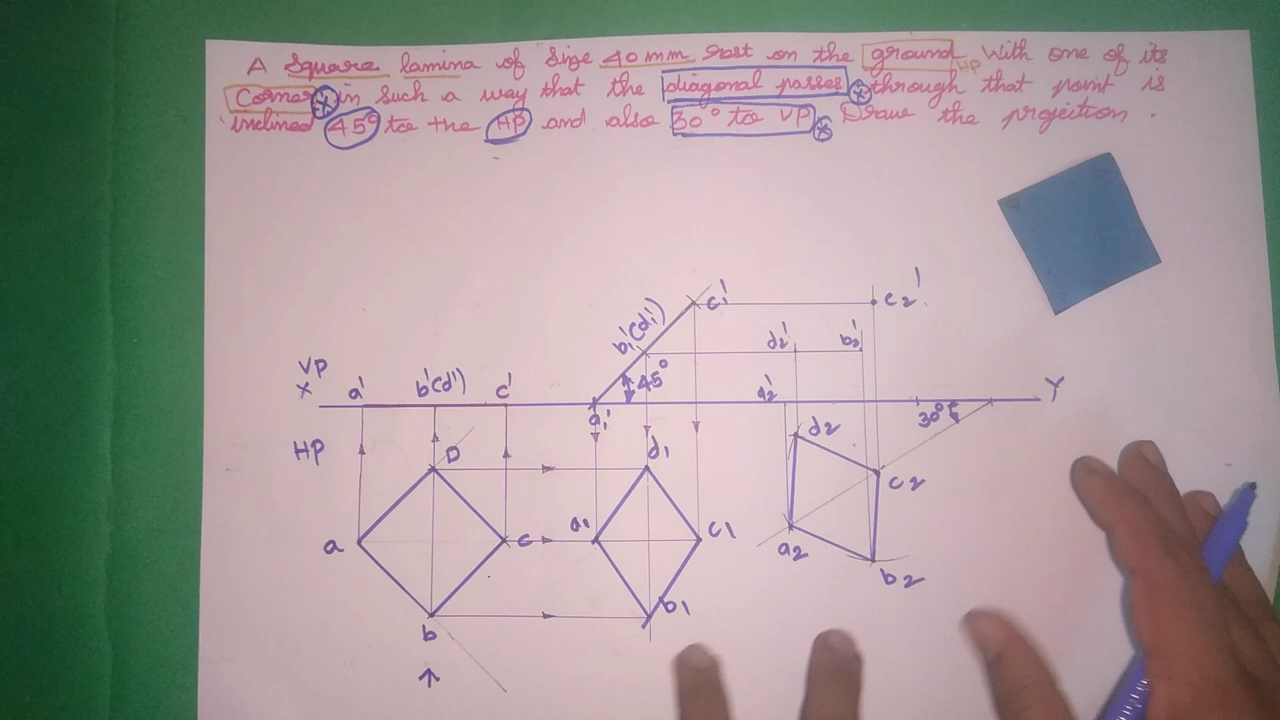 A Square lamina of Size 40 mm rest on the ground HP With one of its
Corner in Such a way that the diagonal passes through that point is
inclined 45° to the HP and also 30° to VP. Draw the projection.
c1' c2'
b1'(d1') d2' b2'
VP
X a' b'(d') c' 45° a2' Y
a1' 30°
HP D d1 d2
a c a1 c1 c2
a2
b b1 b2